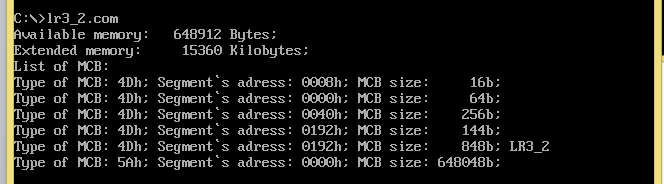 C:\>lr3_2.com
Available memory:   648912 Bytes;
Extended memory:     15360 Kilobytes;
List of MCB:
Type of MCB: 4Dh; Segment`s adress: 0008h; MCB size:     16b;
Type of MCB: 4Dh; Segment`s adress: 0000h; MCB size:     64b;
Type of MCB: 4Dh; Segment`s adress: 0040h; MCB size:    256b;
Type of MCB: 4Dh; Segment`s adress: 0192h; MCB size:    144b;
Type of MCB: 4Dh; Segment`s adress: 0192h; MCB size:    848b; LR3_2
Type of MCB: 5Ah; Segment`s adress: 0000h; MCB size: 648048b;